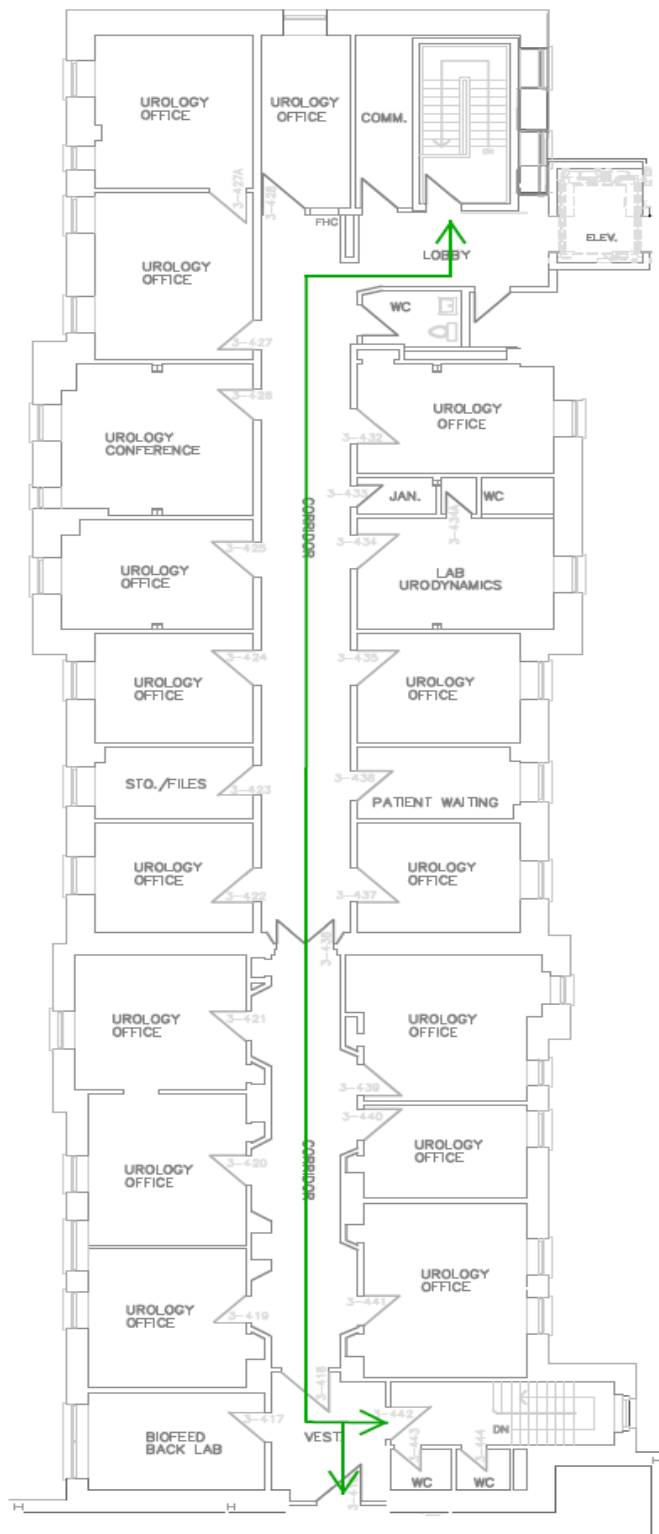 UROLOGY
OFFICE
UROLOGY
OFFICE
COMM.
DN
3-427A
3-428
FHC
LOBBY
ELEV.
UROLOGY
OFFICE
WC
3-427
3-426
UROLOGY
CONFERENCE
3-432
UROLOGY
OFFICE
CORRIDOR
3-433
JAN.
WC
3-434A
3-425
3-434
UROLOGY
OFFICE
LAB
URODYNAMICS
3-424
3-435
UROLOGY
OFFICE
UROLOGY
OFFICE
STO./FILES
3-423
3-436
PATIENT WAITING
UROLOGY
OFFICE
3-422
3-437
UROLOGY
OFFICE
3-438
UROLOGY
OFFICE
3-421
UROLOGY
OFFICE
3-439
3-440
CORRIDOR
UROLOGY
OFFICE
3-420
UROLOGY
OFFICE
UROLOGY
OFFICE
3-419
3-441
UROLOGY
OFFICE
3-418
3-417
BIOFEED
BACK LAB
VEST.
3-442
DN
3-443
3-444
WC
WC